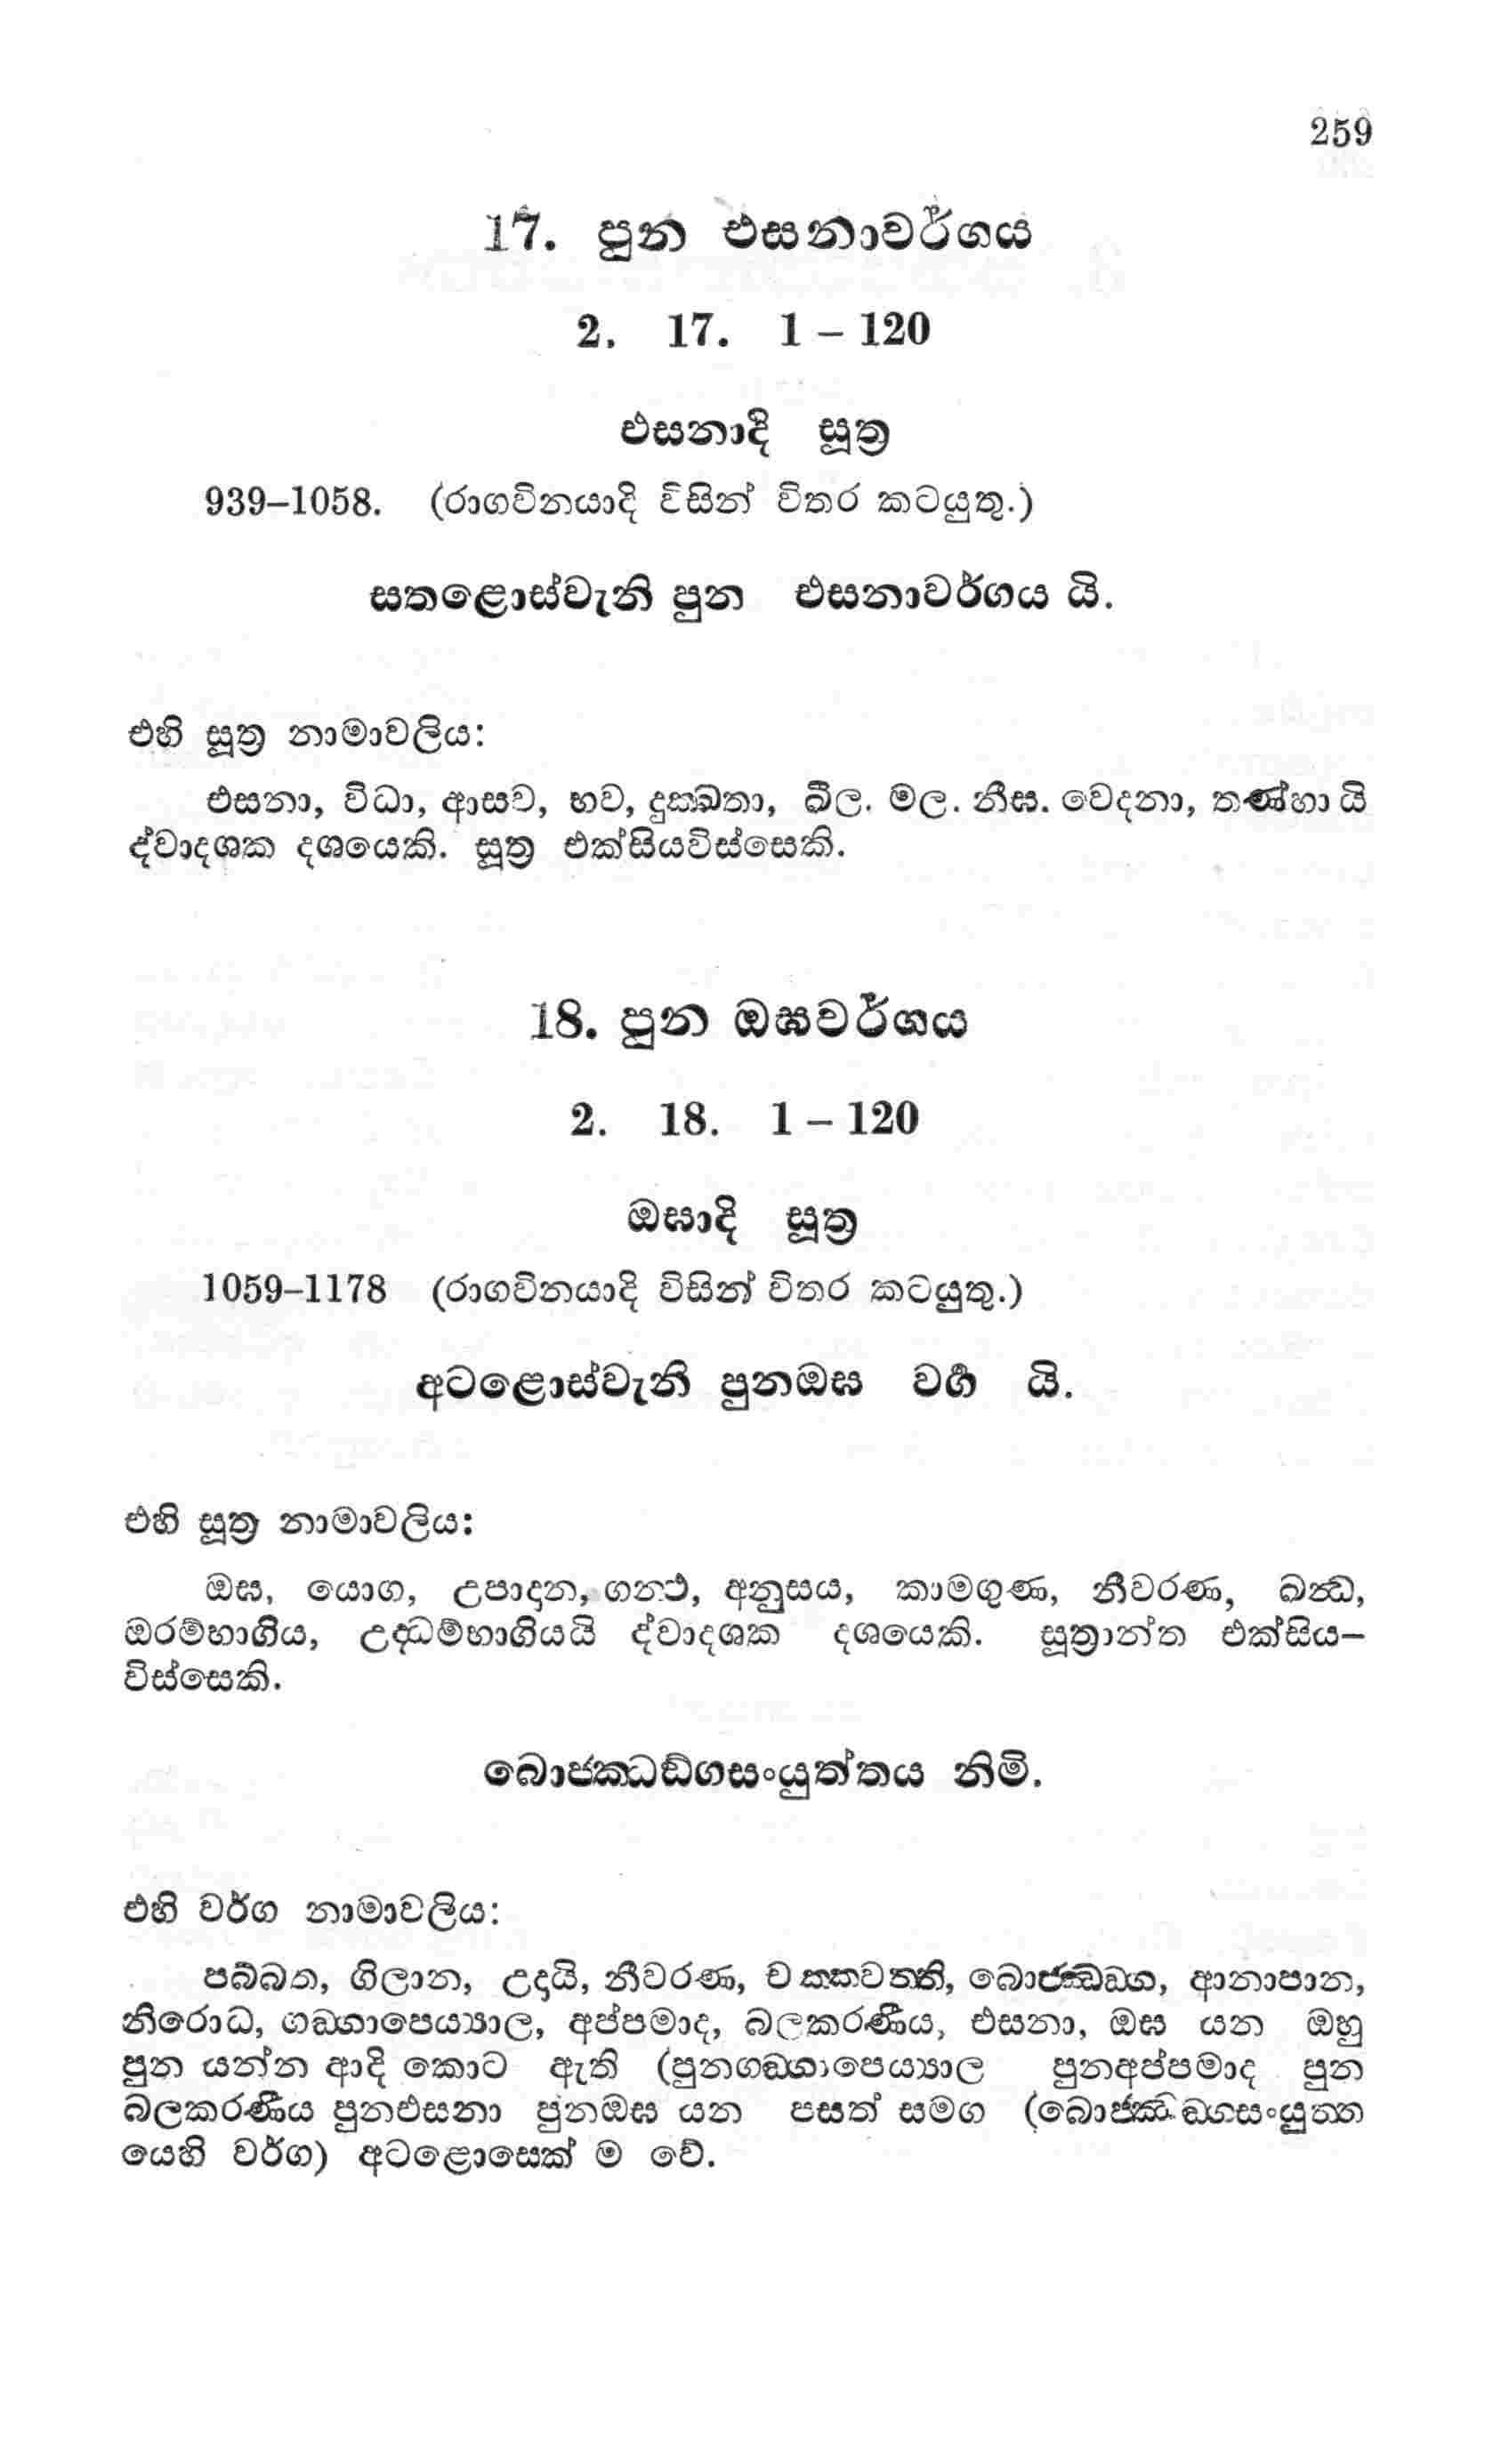 259
17. පුන එසනාවර්ගය
2. 17. 1 – 120
එසනාදි සූත්‍ර
939–1058. (රාගවිනයාදි විසින් විතර කටයුතු.)
සතළොස්වැනි පුන එසනාවර්ගය යි.
එහි සූත්‍ර නාමාවලිය:
එසනා, විධා, ආසව, භව, දුක්‍ඛතා, ඛීල. මල. නීඝ. වෙදනා, තණ්හා යි
ද්වාදශක දශයෙකි. සූත්‍ර එක්සියවිස්සෙකි.
18. පුන ඔඝවර්ගය
2. 18. 1 – 120
ඔඝාදි සූත්‍ර
1059–1178 (රාගවිනයාදි විසින් විතර කටයුතු.)
අටළොස්වැනි පුනඔඝ වර්‍ග යි.
එහි සූත්‍ර නාමාවලිය:
ඔඝ, යොග, උපාදාන, ගන්‍ථ, අනුසය, කාමගුණ, නීවරණ, ඛන්‍ධ,
ඔරම්භාගිය, උද්‍ධම්භාගියයි ද්වාදශක දශයෙකි. සූත්‍රාන්ත එක්සිය–
විස්සෙකි.
බොජ්ඣඞ්ගසංයුත්තය නිමි.
එහි වර්ග නාමාවලිය:
පබ්බත, ගිලාන, උදායි, නීවරණ, චක්‍කවත්‍ති, බොජ්ඣඞ්ග, ආනාපාන,
නිරොධ, ගඞ්ගාපෙය්‍යාල, අප්පමාද, බලකරණීය, එසනා, ඔඝ යන ඔහු
පුන යන්න ආදි කොට ඇති (පුනගඞ්ගාපෙය්‍යාල පුනඅප්පමාද පුන
බලකරණීය පුනඑසනා පුනඔඝ යන පසත් සමග (බොජ්ඣඞ්ගසංයුත්‍ත
යෙහි වර්ග) අටළොසෙක් ම වේ.